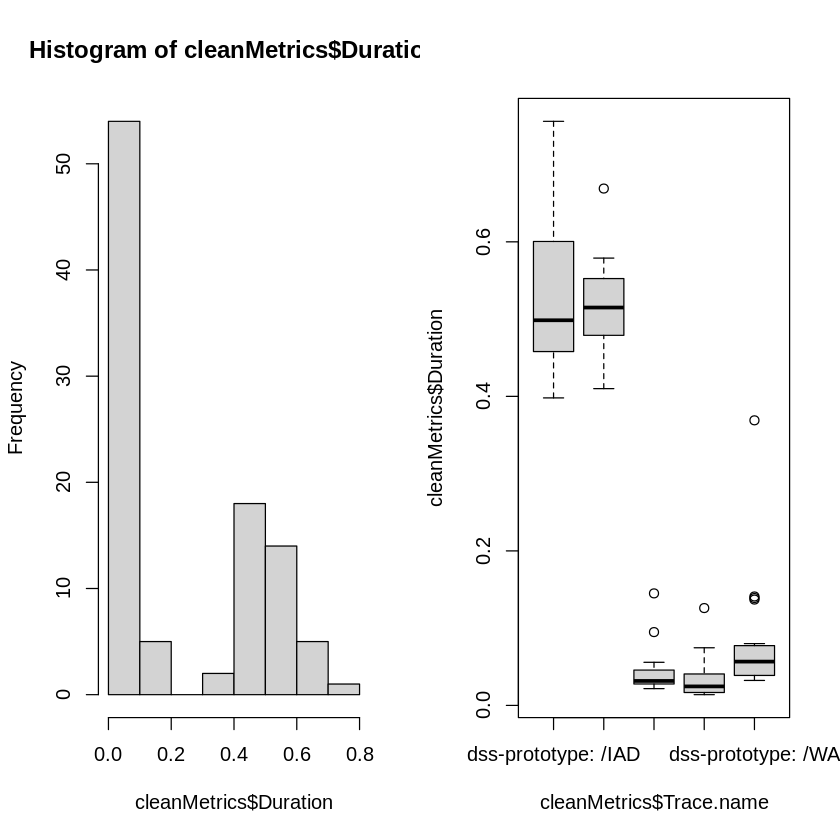 Histogram of cleanMetrics$Duratic
Frequency
50
40
30
20
10
0
0.0 0.2 0.4 0.6 0.8
cleanMetrics$Duration
cleanMetrics$Duration
0.6
0.4
0.2
0.0
dss-prototype: /IAD dss-prototype: /WA
cleanMetrics$Trace.name